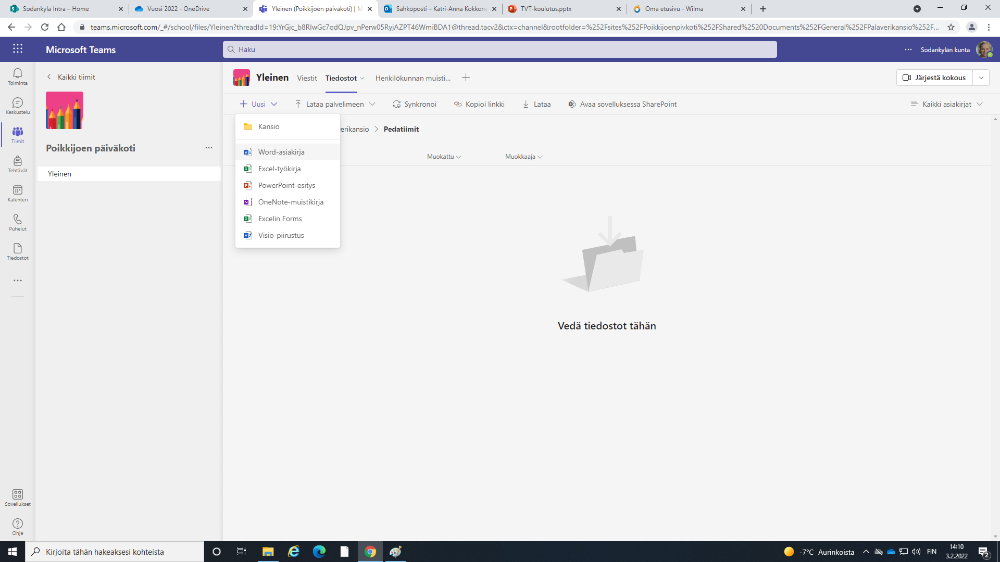 Sodankylä Intra – Home
Vuosi 2022 - OneDrive
Yleinen (Poikkijoen päiväkoti) | M
Sähköposti – Katri-Anna Kokkone
TVT-koulutus.pptx
Oma etusivu - Wilma
teams.microsoft.com/_#/school/files/Yleinen?threadId=19:YrGjc_b8RlwGc7odQJpv_nPerw05RyjAZPT46WmiBDA1@thread.tacv2&ctx=channel&rootfolder=%252Fsites%252FPoikkijoenpivkoti%252FShared%2520Documents%252FGeneral%252FPalaverikansio%252F...
Microsoft Teams
Haku
Sodankylän kunta
Toiminta
Keskustelu
Tiimit
Tehtävät
Kalenteri
Puhelut
Tiedostot
Sovellukset
Ohje
Kaikki tiimit
Poikkijoen päiväkoti
Yleinen
Yleinen Viestit Tiedostot Henkilökunnan muisti...
Järjestä kokous
Uusi Lataa palvelimeen Synkronoi Kopioi linkki Lataa Avaa sovelluksessa SharePoint
Kaikki asiakirjat
erikansio > Pedatiimit
Muokattu Muokkaaja
Kansio
Word-asiakirja
Excel-työkirja
PowerPoint-esitys
OneNote-muistikirja
Excelin Forms
Visio-piirustus
Vedä tiedostot tähän
Kirjoita tähän hakeaksesi kohteista
-7°C Aurinkoista
FIN
14:10
3.2.2022
2